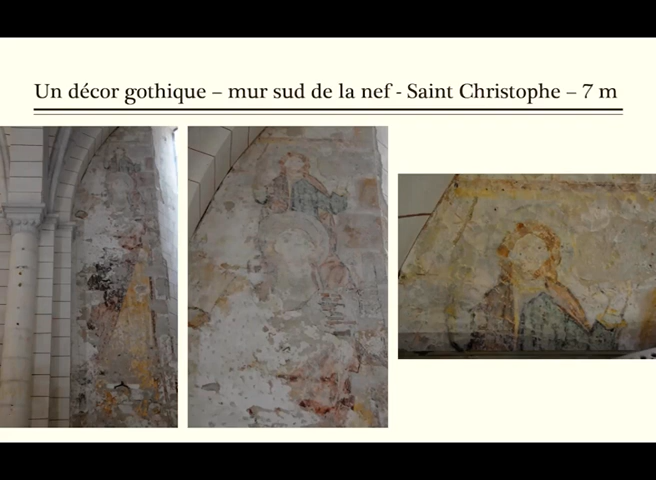 Un décor gothique – mur sud de la nef - Saint Christophe – 7 m